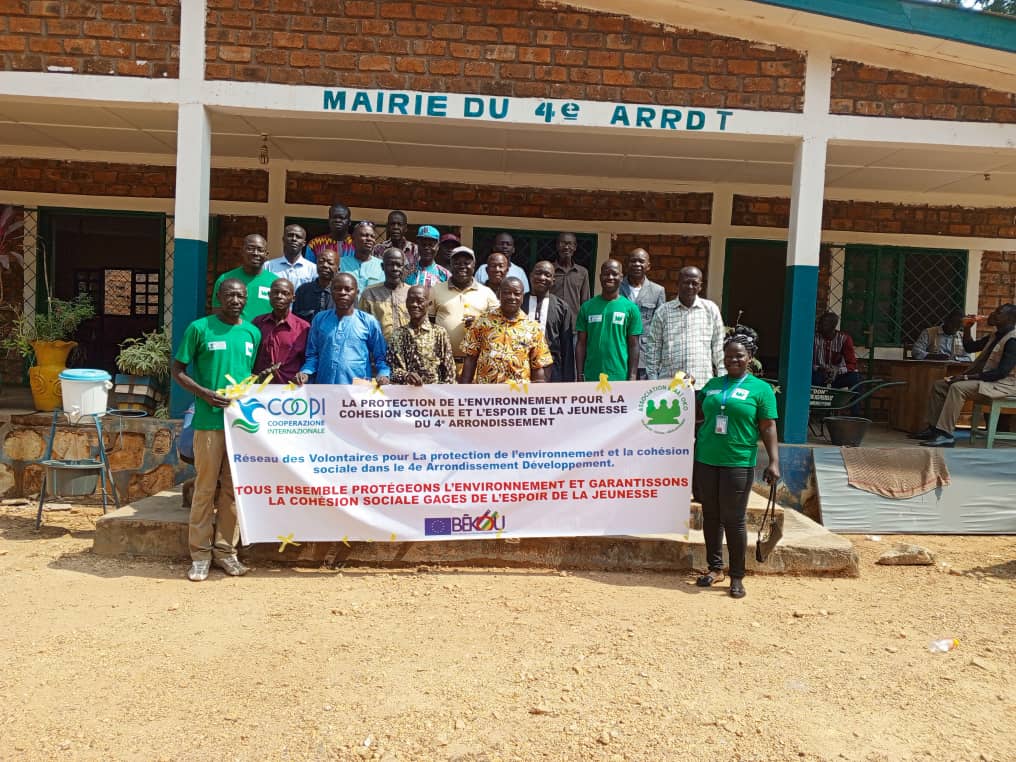 MAIRIE DU 4e ARRDT
COOPI
COOPERAZIONE
INTERNAZIONALE
LA PROTECTION DE L'ENVIRONNEMENT POUR LA
COHESION SOCIALE ET L'ESPOIR DE LA JEUNESSE
DU 4e ARRONDISSEMENT
ASSOCIATION
Réseau des Volontaires pour La protection de l'environnement et la cohésion
sociale dans le 4e Arrondissement Développement.
TOUS ENSEMBLE PROTÉGEONS L'ENVIRONNEMENT ET GARANTISSONS
LA COHÉSION SOCIALE GAGES DE L'ESPOIR DE LA JEUNESSE
BÊKOU
"DON"